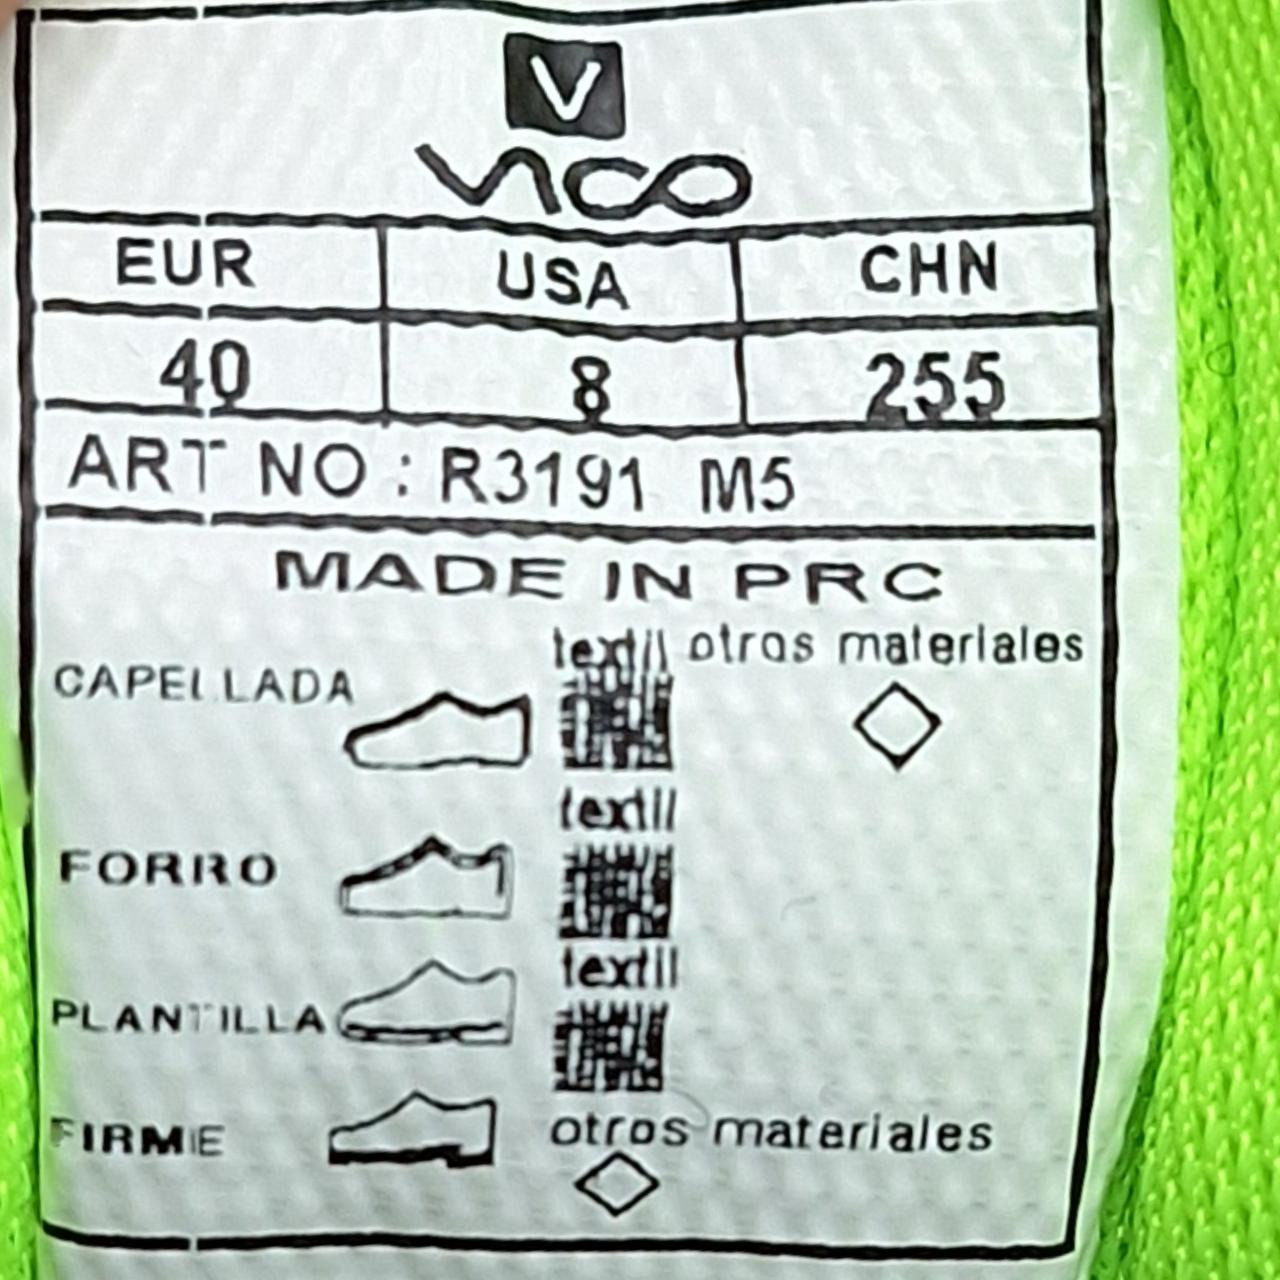 V
vico
EUR USA CHN
40 8 255
ART NO : R3191 M5
MADE IN PRC
textil otros materiales
CAPELLADA
textil
FORRO
textil
PLANTILLA
FIRME otros materiales